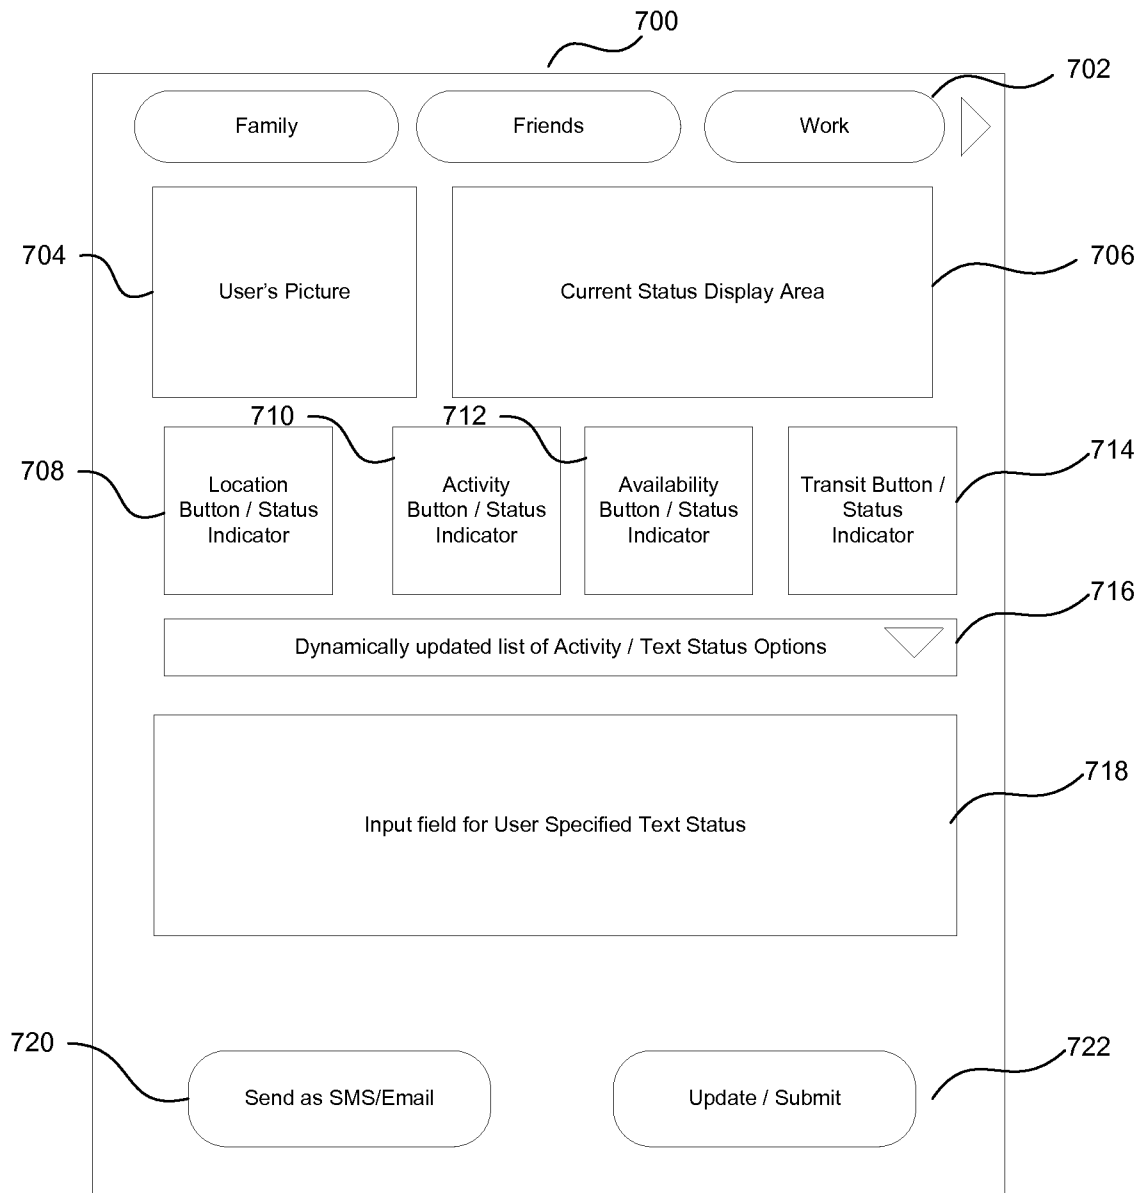 700
702
Family
Friends
Work
704
706
User's Picture
Current Status Display Area
710
712
708
714
Location
Button / Status
Indicator
Activity
Button / Status
Indicator
Availability
Button / Status
Indicator
Transit Button /
Status
Indicator
716
Dynamically updated list of Activity / Text Status Options
718
Input field for User Specified Text Status
720
722
Send as SMS/Email
Update / Submit